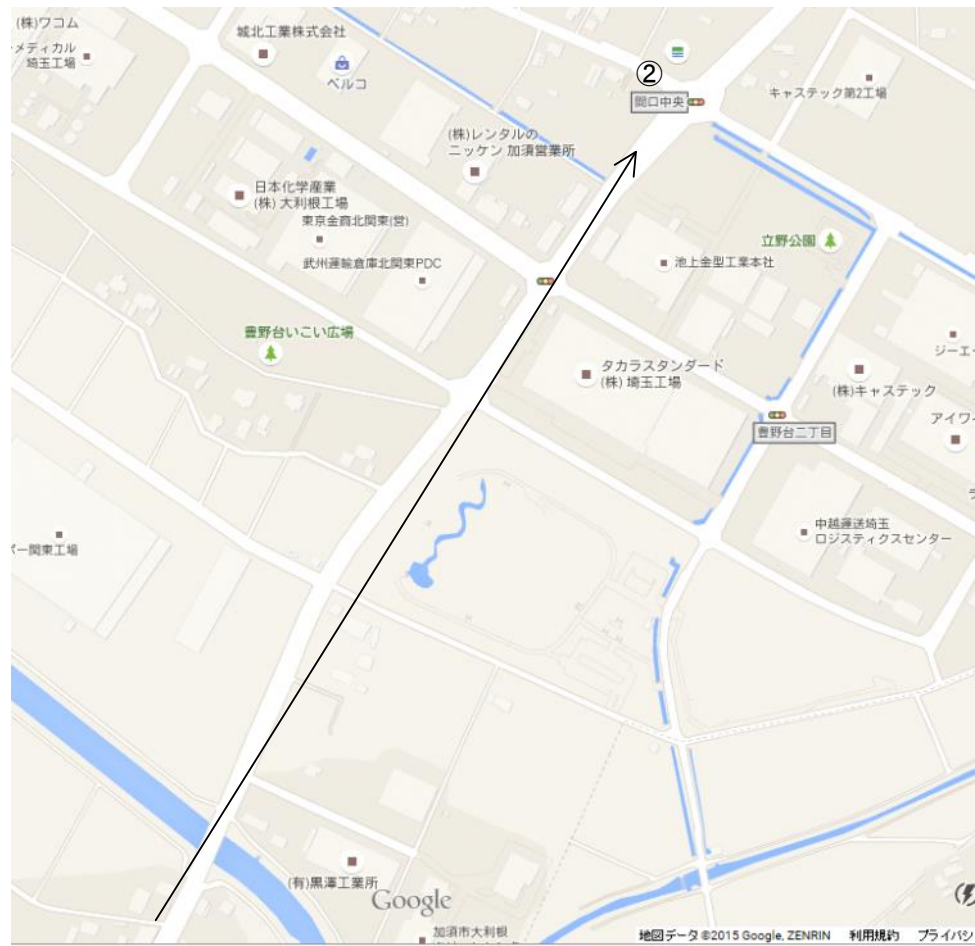 (株)ワコム
メディカル
埼玉工場
城北工業株式会社
ベルコ
②
間口中央
キャステック第2工場
(株)レンタルの
ニッケン 加須営業所
日本化学産業
(株) 大利根工場
東京金商北関東(営)
武州運輸倉庫北関東PDC
立野公園
池上金型工業本社
豊野台いこい広場
タカラスタンダード
(株) 埼玉工場
ジーエ
(株)キャステック
アイワ
豊野台二丁目
中越運送埼玉
ロジスティクスセンター
パー関東工場
(有)黒澤工業所
Google
加須市大利根
地図データ ©2015 Google, ZENRIN 利用規約 プライバシ